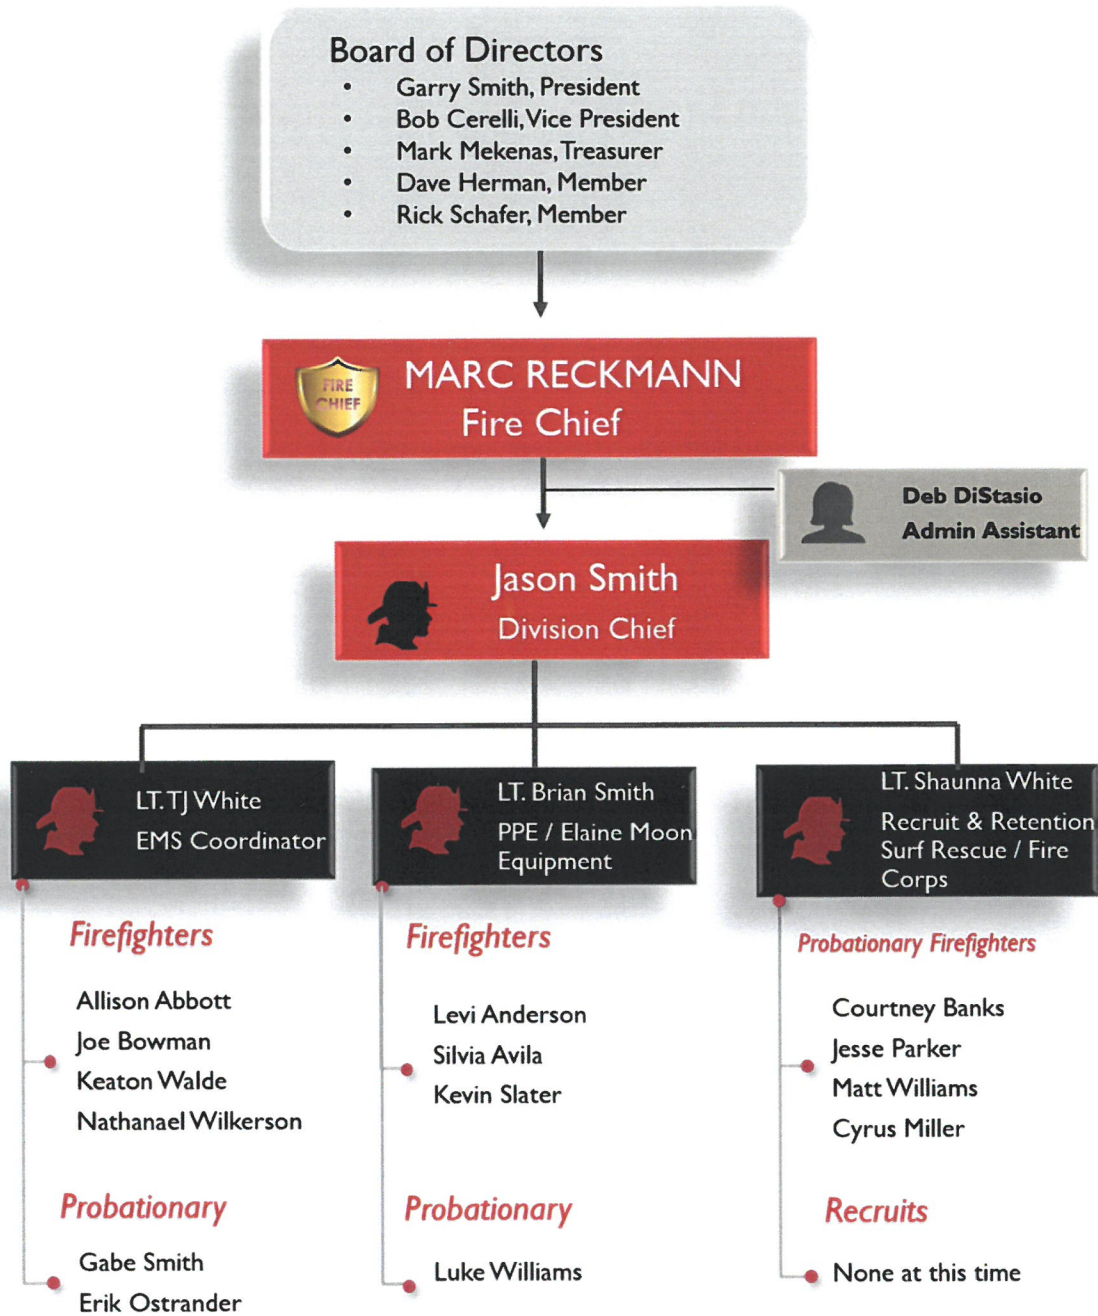 Board of Directors
• Garry Smith, President
• Bob Cerelli, Vice President
• Mark Mekenas, Treasurer
• Dave Herman, Member
• Rick Schafer, Member
FIRE
CHIEF
MARC RECKMANN
Fire Chief
Deb DiStasio
Admin Assistant
Jason Smith
Division Chief
LT. TJ White
EMS Coordinator
Firefighters
Allison Abbott
Joe Bowman
Keaton Walde
Nathanael Wilkerson
Probationary
Gabe Smith
Erik Ostrander
LT. Brian Smith
PPE / Elaine Moon
Equipment
Firefighters
Levi Anderson
Silvia Avila
Kevin Slater
Probationary
Luke Williams
LT. Shaunna White
Recruit & Retention
Surf Rescue / Fire
Corps
Probationary Firefighters
Courtney Banks
Jesse Parker
Matt Williams
Cyrus Miller
Recruits
None at this time